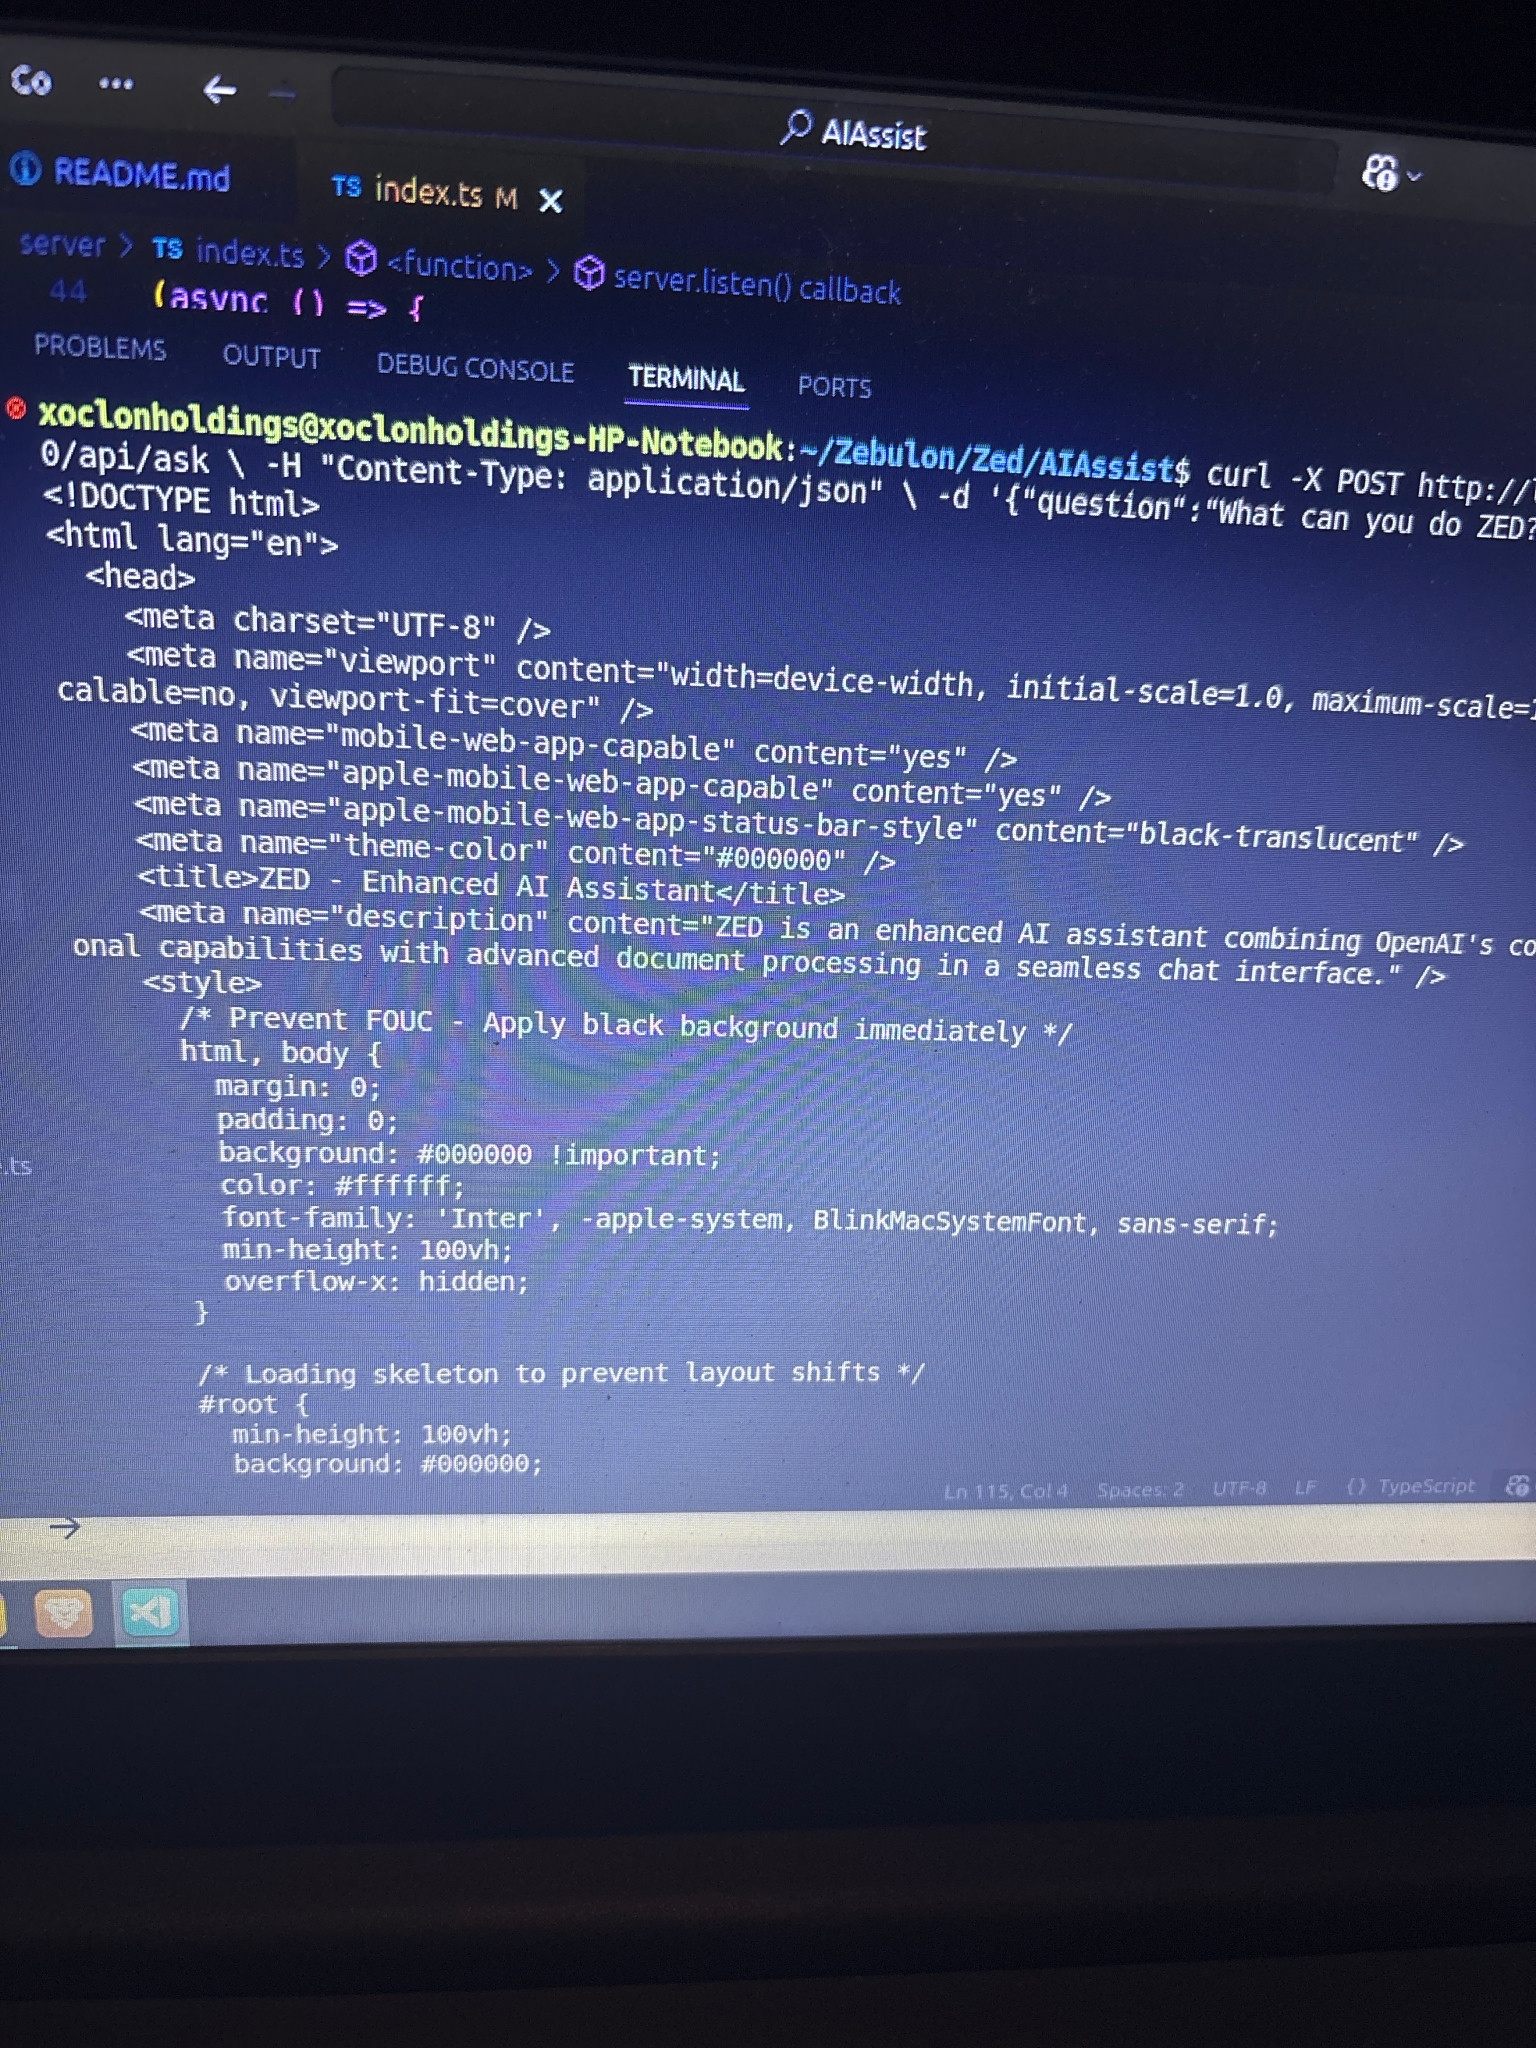 AIAssist
README.md
TS index.ts M X
server > TS index.ts > <function> > server.listen() callback
44 (async () => {
PROBLEMS OUTPUT DEBUG CONSOLE TERMINAL PORTS
xoclonholdings@xoclonholdings-HP-Notebook:~/Zebulon/Zed/AIAssist$ curl -X POST http://
0/api/ask \ -H "Content-Type: application/json" \ -d '{"question":"What can you do ZED?
<!DOCTYPE html>
<html lang="en">
<head>
<meta charset="UTF-8" />
<meta name="viewport" content="width=device-width, initial-scale=1.0, maximum-scale=
calable=no, viewport-fit=cover" />
<meta name="mobile-web-app-capable" content="yes" />
<meta name="apple-mobile-web-app-capable" content="yes" />
<meta name="apple-mobile-web-app-status-bar-style" content="black-translucent" />
<meta name="theme-color" content="#000000" />
<title>ZED - Enhanced AI Assistant</title>
<meta name="description" content="ZED is an enhanced AI assistant combining OpenAI's co
onal capabilities with advanced document processing in a seamless chat interface." />
<style>
/* Prevent FOUC - Apply black background immediately */
html, body {
margin: 0;
padding: 0;
background: #000000 !important;
.ts
color: #ffffff;
font-family: 'Inter', -apple-system, BlinkMacSystemFont, sans-serif;
min-height: 100vh;
overflow-x: hidden;
}
/* Loading skeleton to prevent layout shifts */
#root {
min-height: 100vh;
background: #000000;
Ln 115, Col 4 Spaces: 2 UTF-8 LF {} TypeScript